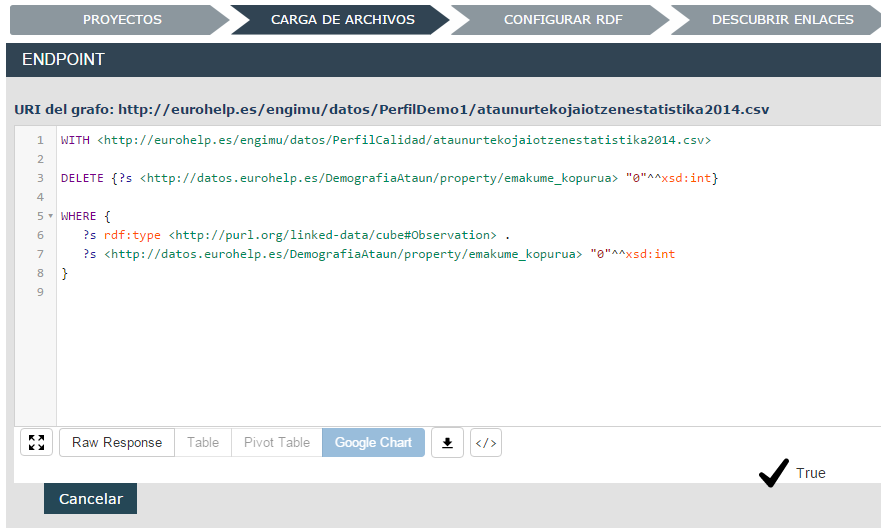 PROYECTOS CARGA DE ARCHIVOS CONFIGURAR RDF DESCUBRIR ENLACES
ENDPOINT
URI del grafo: http://eurohelp.es/engimu/datos/PerfilDemo1/ataunurtekojaiotzenestatistika2014.csv
1 WITH <http://eurohelp.es/engimu/datos/PerfilCalidad/ataunurtekojaiotzenestatistika2014.csv>
2
3 DELETE {?s <http://datos.eurohelp.es/DemografiaAtaun/property/emakume_kopurua> "0"^^xsd:int}
4
5 WHERE {
6 ?s rdf:type <http://purl.org/linked-data/cube#Observation> .
7 ?s <http://datos.eurohelp.es/DemografiaAtaun/property/emakume_kopurua> "0"^^xsd:int
8 }
9
Raw Response Table Pivot Table Google Chart </>
True
Cancelar